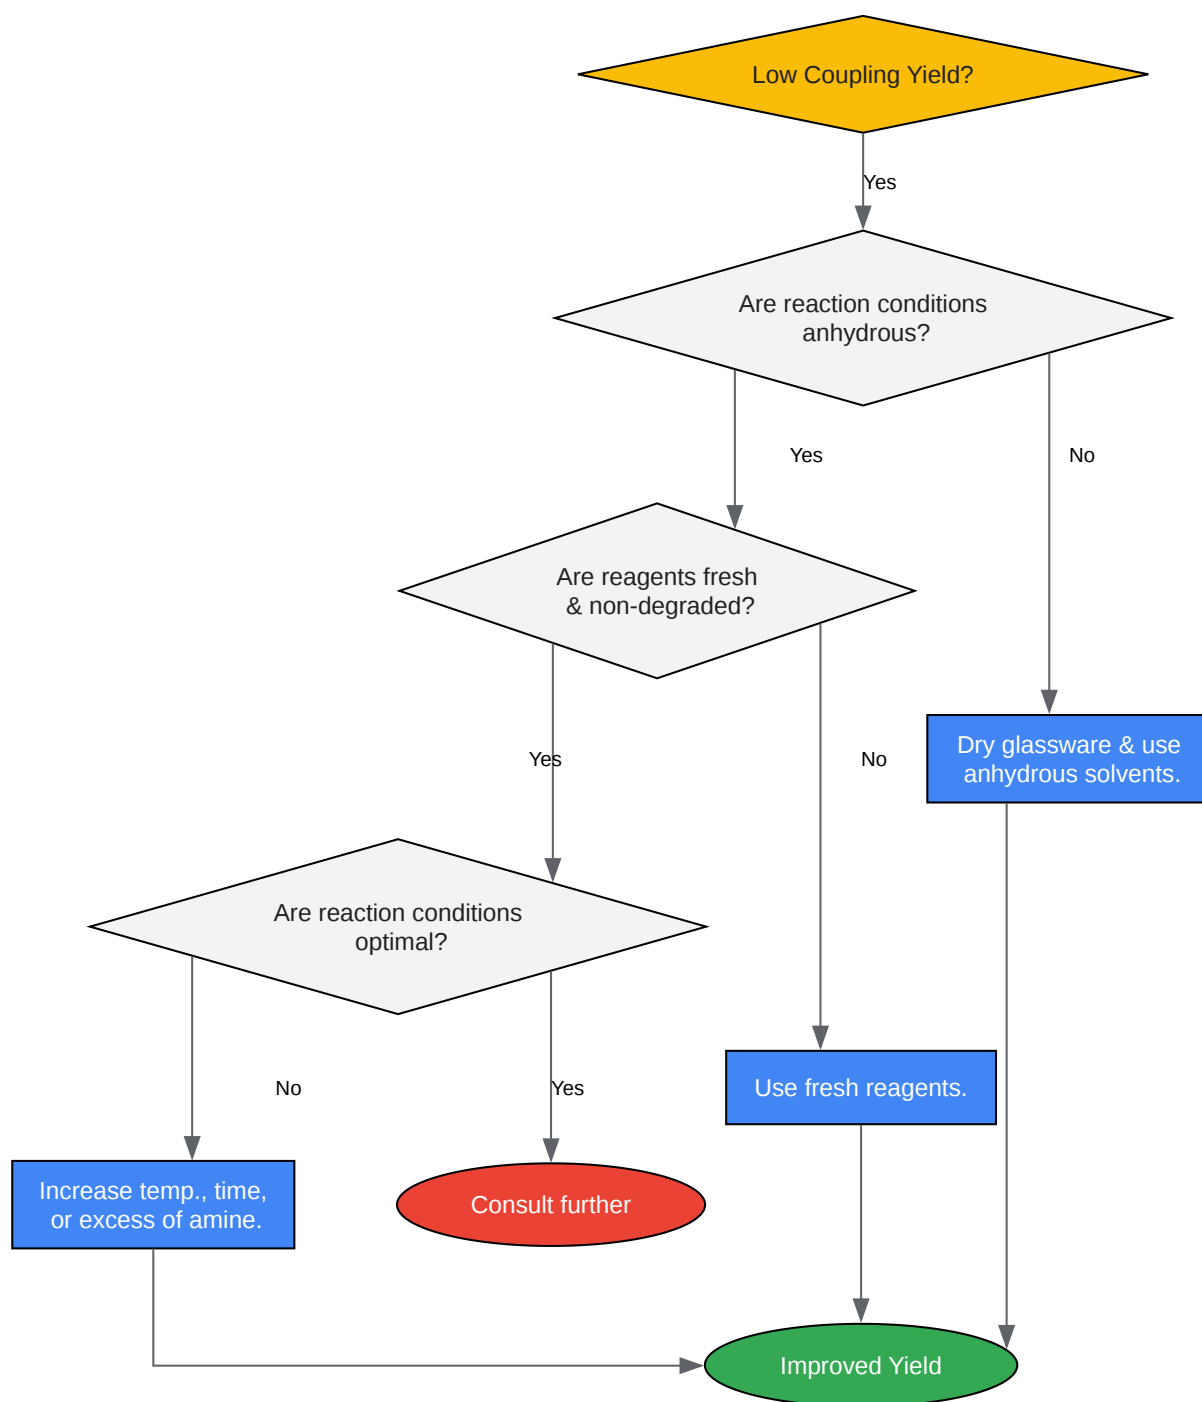 Low Coupling Yield?
Yes
Are reaction conditions
anhydrous?
Yes
No
Are reagents fresh
& non-degraded?
Yes
No
Dry glassware & use
anhydrous solvents.
Are reaction conditions
optimal?
No
Yes
Use fresh reagents.
Increase temp., time,
or excess of amine.
Consult further
Improved Yield